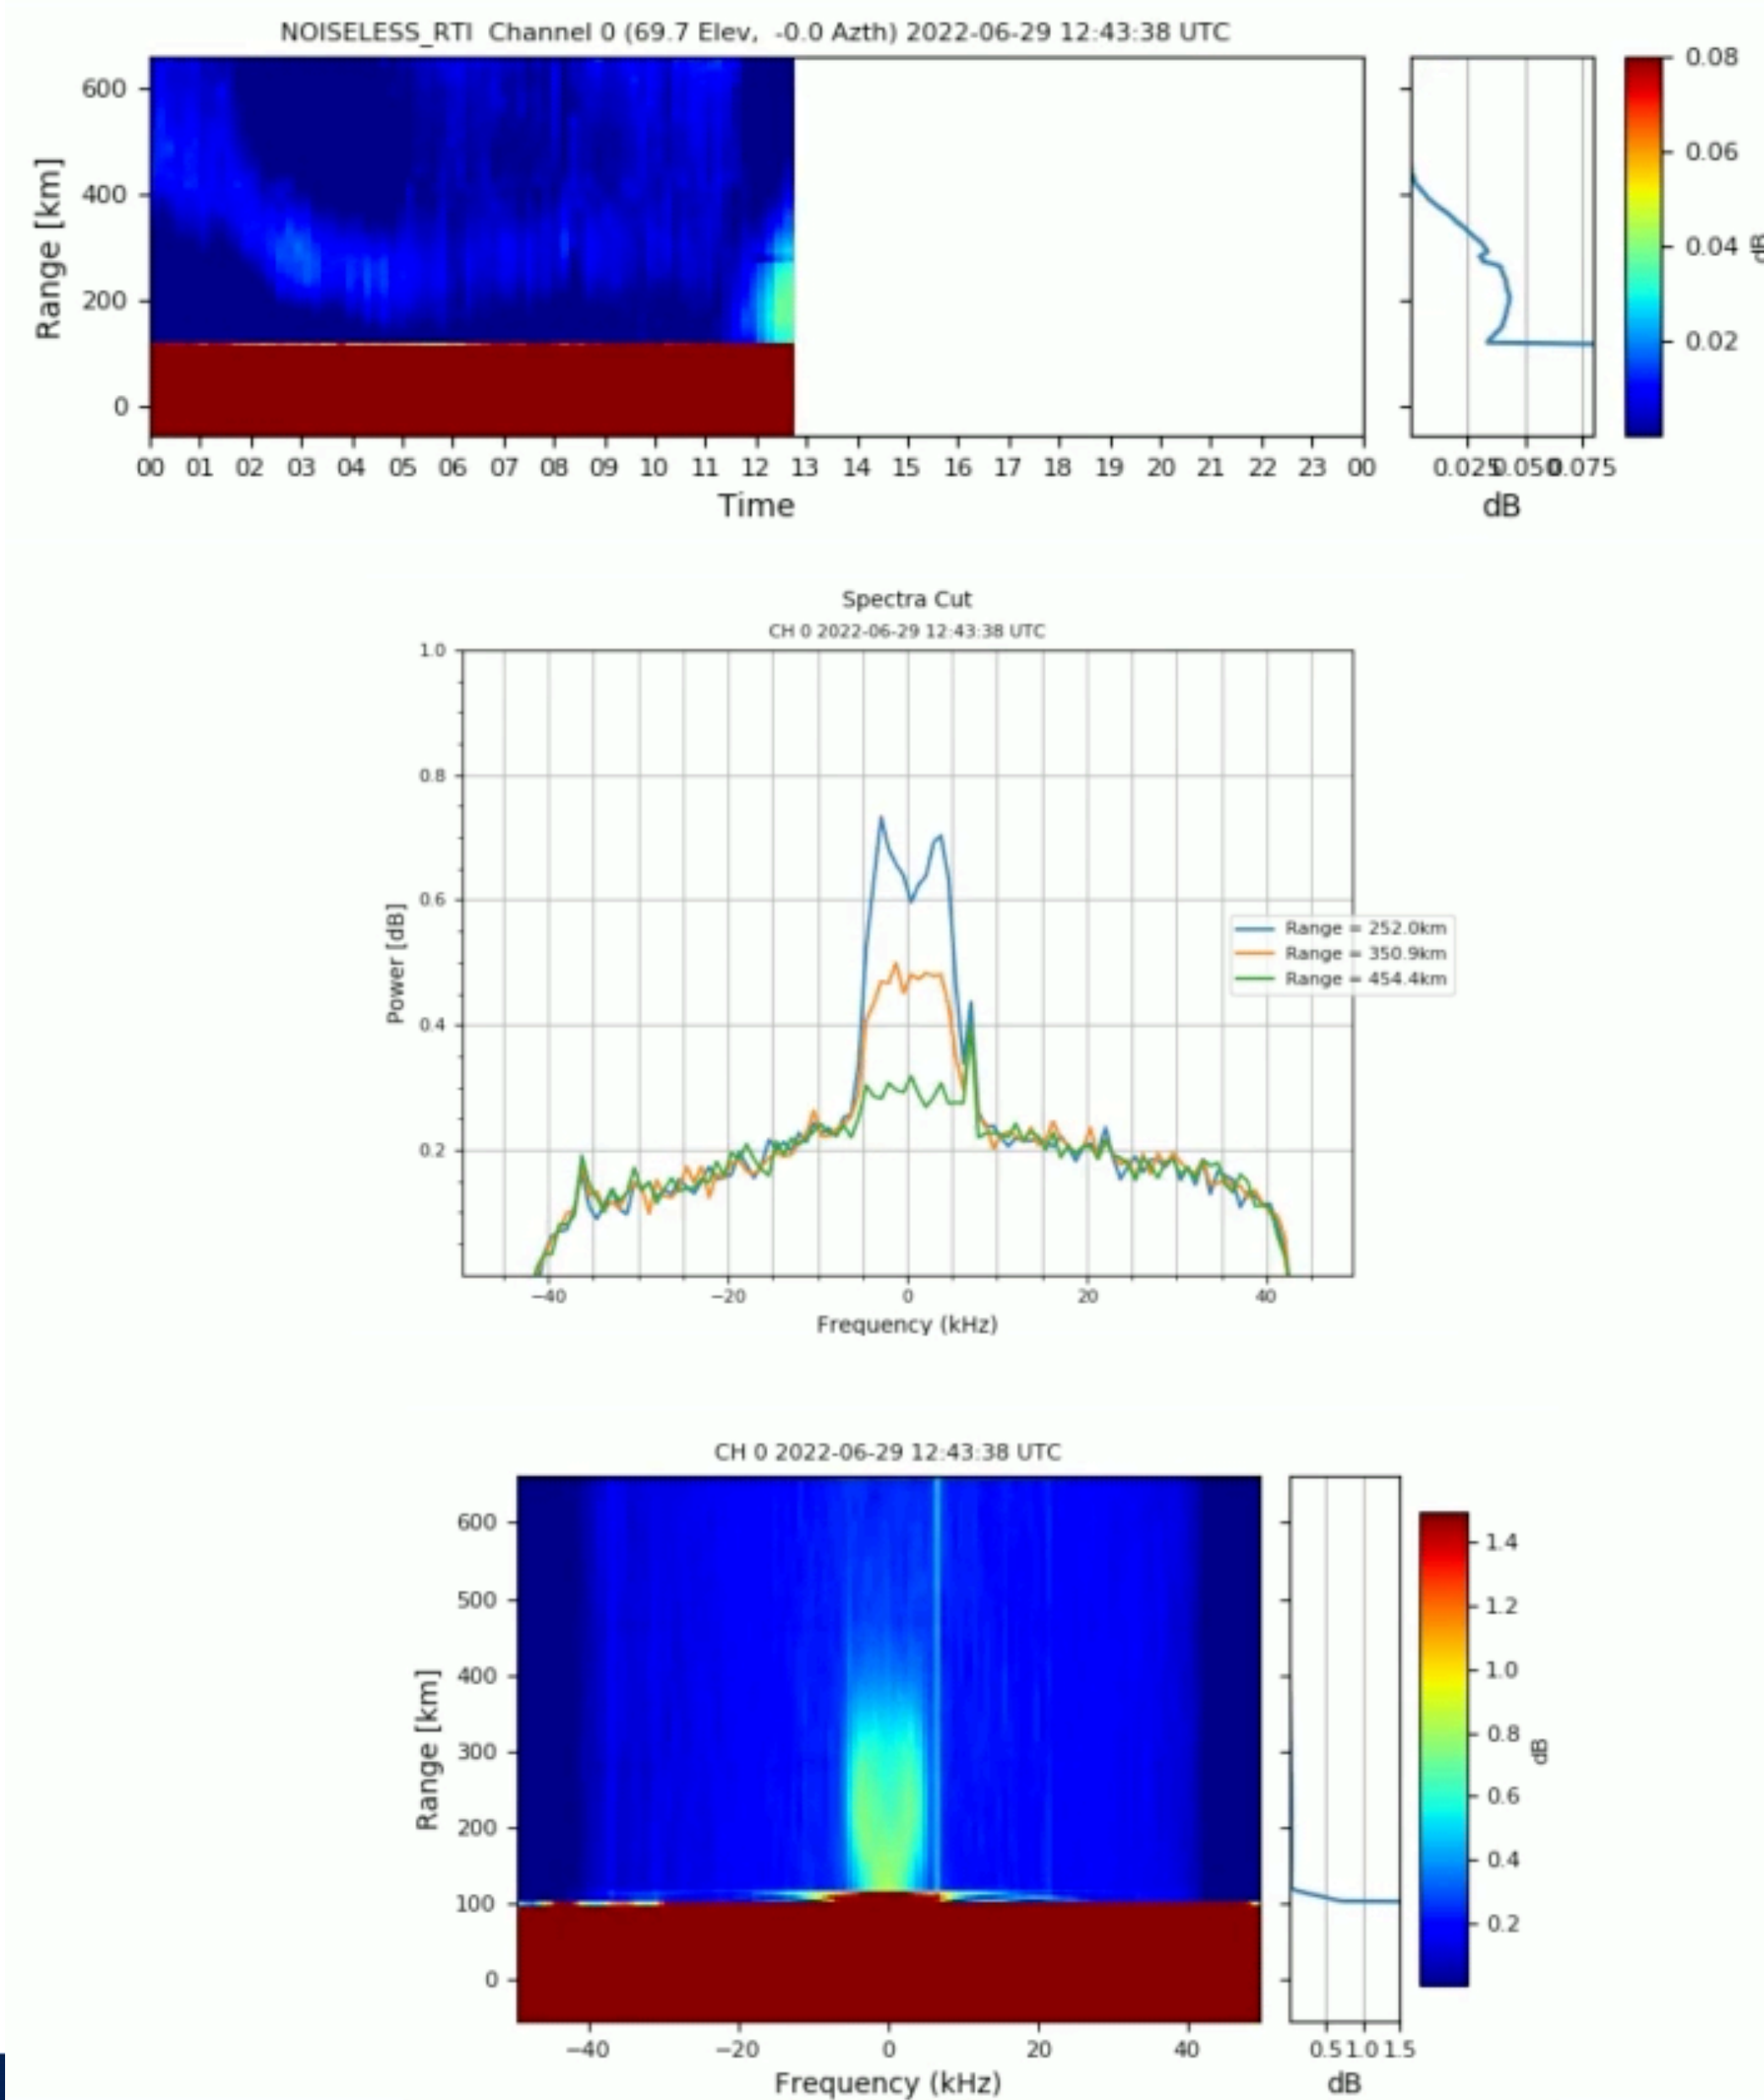 NOISELESS_RTI Channel 0 (69.7 Elev, -0.0 Azth) 2022-06-29 12:43:38 UTC
Range [km]
600
400
200
0
00 01 02 03 04 05 06 07 08 09 10 11 12 13 14 15 16 17 18 19 20 21 22 23 00
Time
0.025 0.050 0.075
dB
0.08
0.06
0.04
0.02
dB
Spectra Cut
CH 0 2022-06-29 12:43:38 UTC
Power [dB]
1.0
0.8
0.6
0.4
0.2
Range = 252.0km
Range = 350.9km
Range = 454.4km
−40 −20 0 20 40
Frequency (kHz)
CH 0 2022-06-29 12:43:38 UTC
Range [km]
600
500
400
300
200
100
0
−40 −20 0 20 40
Frequency (kHz)
0.5 1.0 1.5
dB
1.4
1.2
1.0
0.8
0.6
0.4
0.2
dB